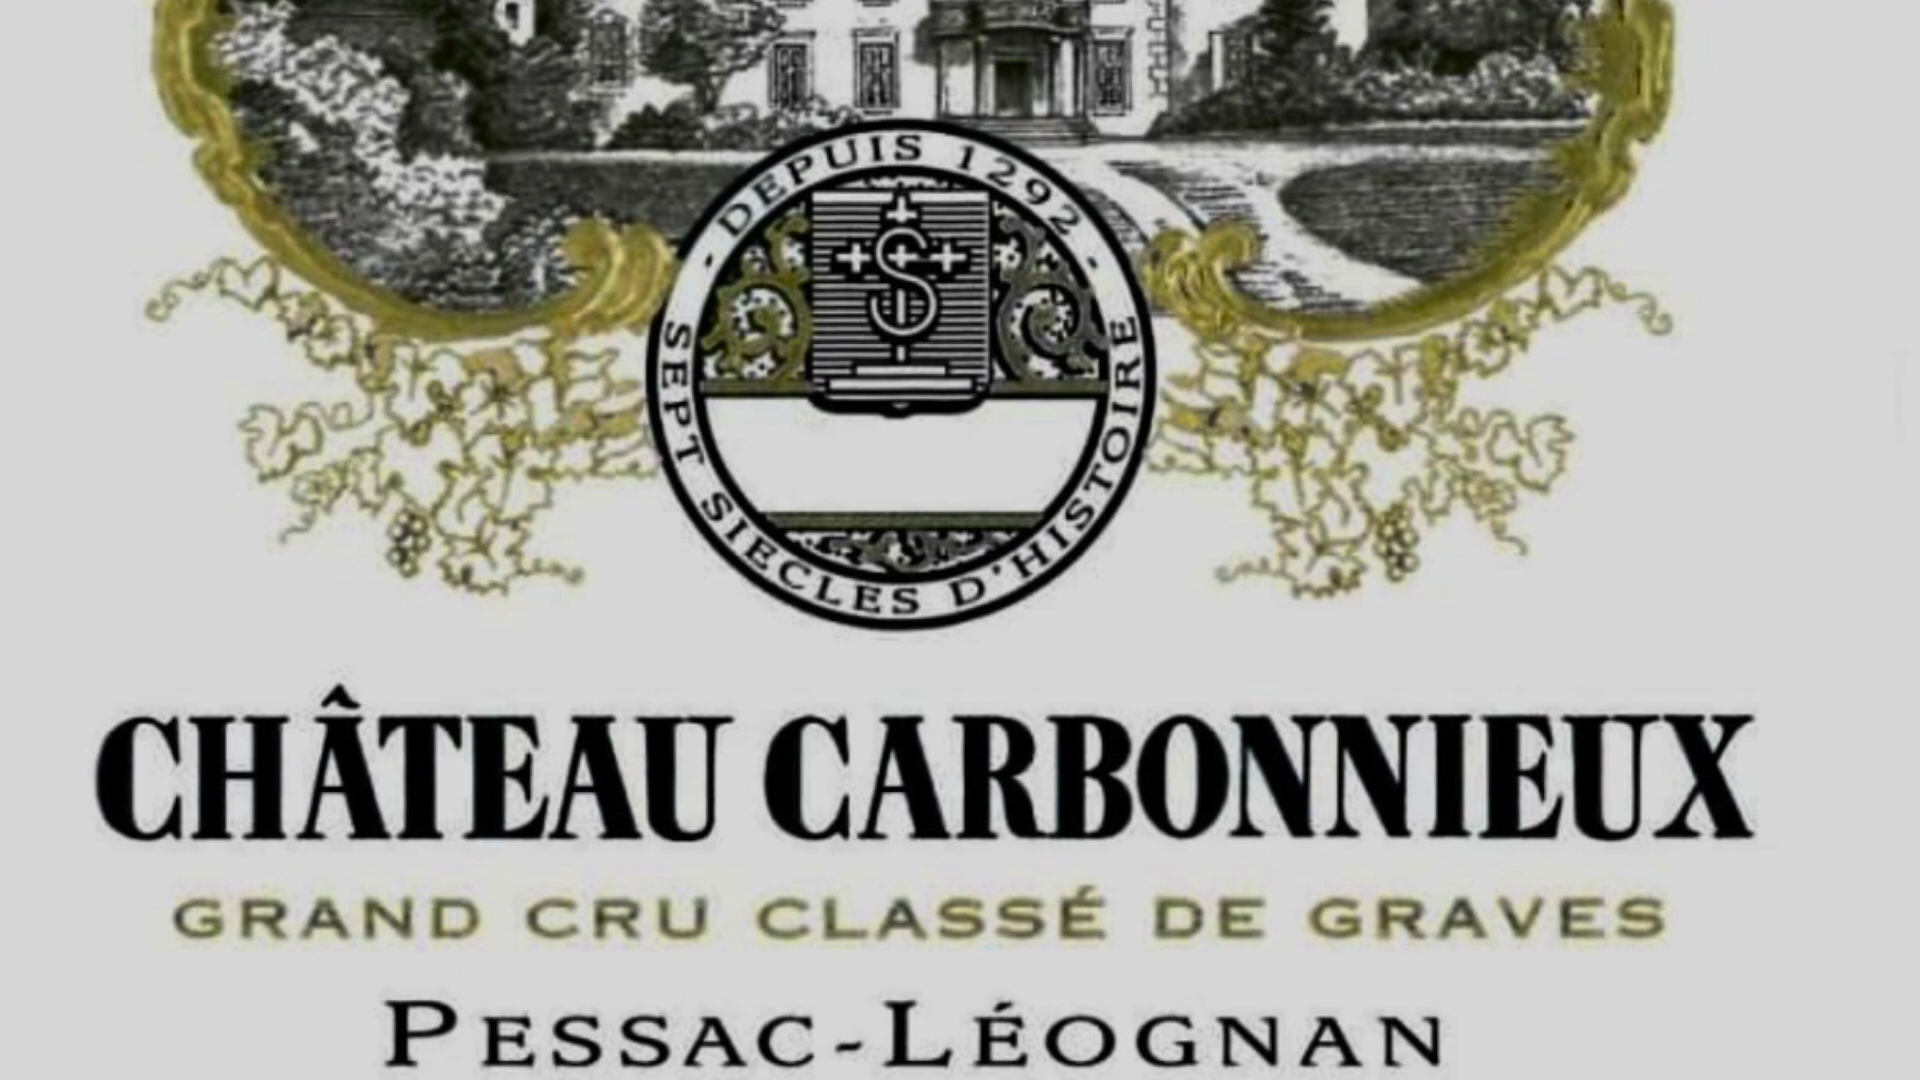 - DEPUIS 1292 -
SEPT SIECLES D'HISTOIRE
CHÂTEAU CARBONNIEUX
GRAND CRU CLASSÉ DE GRAVES
PESSAC-LÉOGNAN